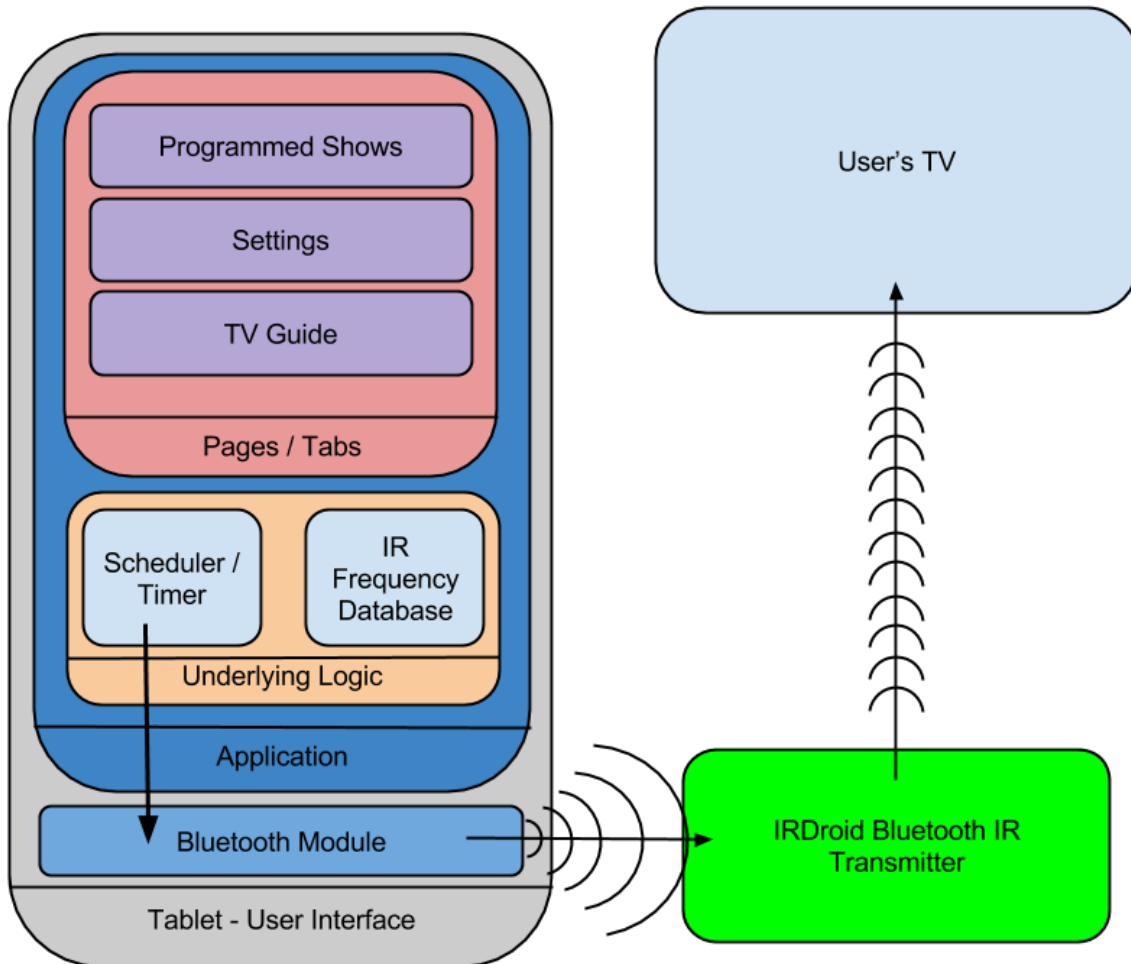 Programmed Shows
Settings
TV Guide
Pages / Tabs
Scheduler /
Timer
IR
Frequency
Database
Underlying Logic
Application
Bluetooth Module
Tablet - User Interface
User's TV
IRDroid Bluetooth IR
Transmitter